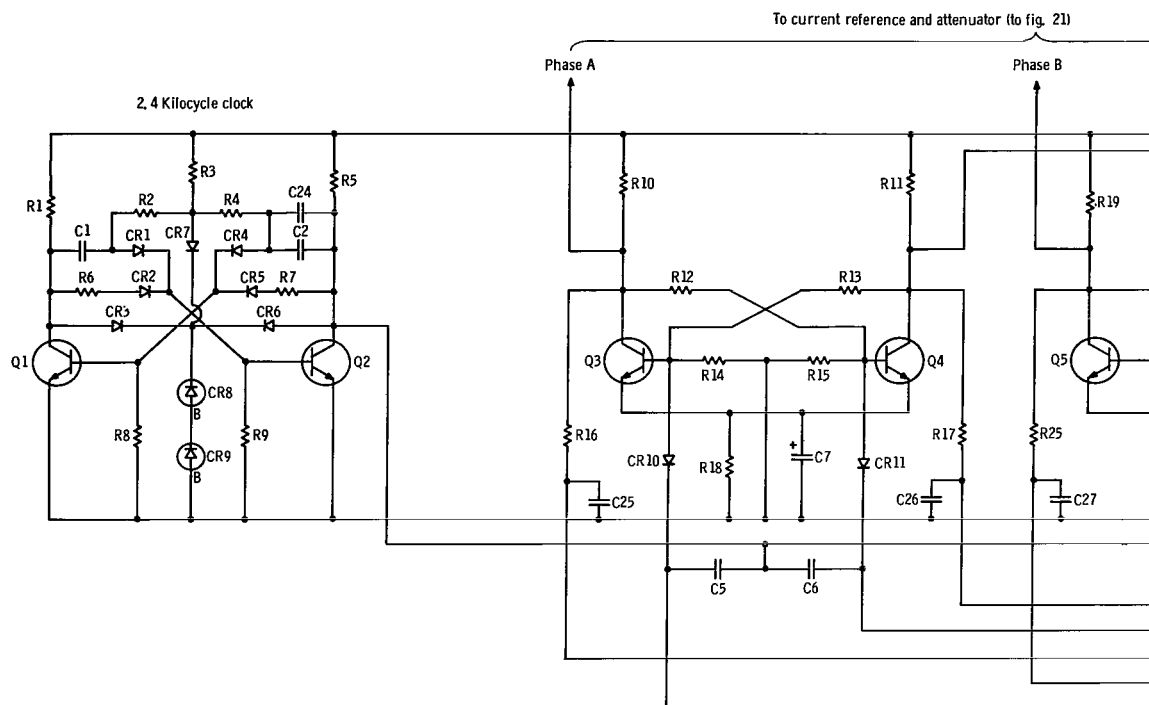 To current reference and attenuator (to fig. 21)
Phase A
Phase B
2.4 Kilocycle clock
R1
R2
R3
R4
R5
C24
C1
CR1
CR7
CR4
C2
R6
CR2
CR5
R7
CR3
CR6
Q1
Q2
CR8
B
R8
R9
CR9
B
R10
R11
R19
R12
R13
Q3
R14
R15
Q4
Q5
R16
CR10
R18
+
C7
CR11
R17
R25
C25
C26
C27
C5
C6